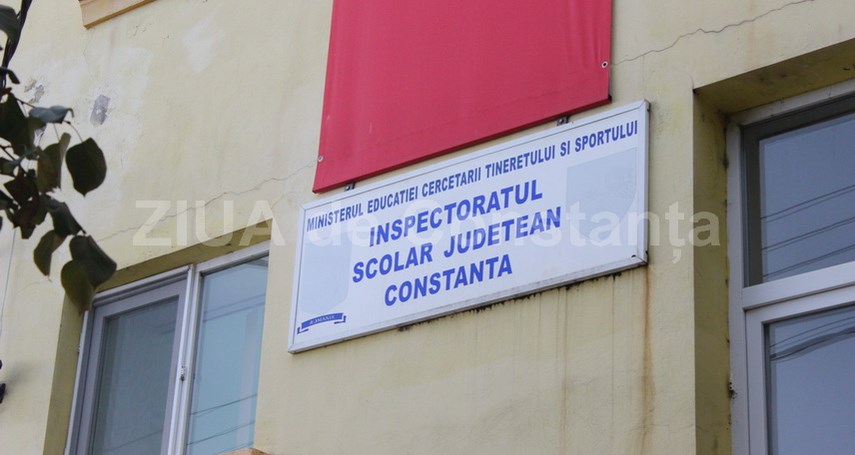 MINISTERUL EDUCATIEI CERCETARII TINERETULUI SI SPORTULUI
INSPECTORATUL
SCOLAR JUDETEAN
CONSTANTA
ZIUA de Constanța